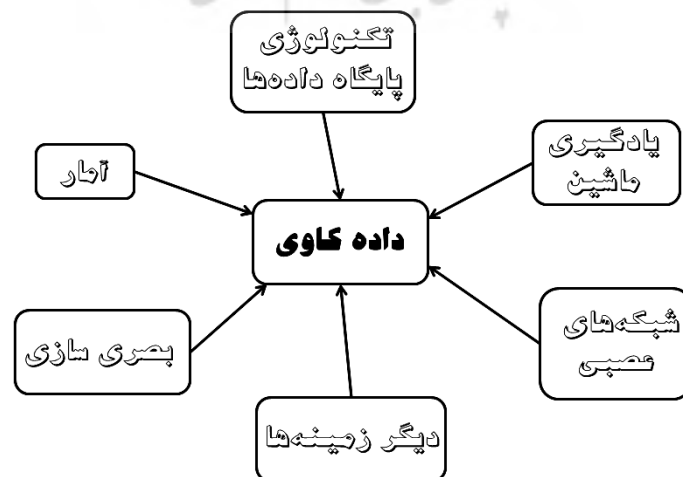 تکنولوژی
پایگاه داده‌ها
یادگیری
ماشین
آمار
داده کاوی
شبکه‌های
عصبی
بصری سازی
دیگر زمینه‌ها